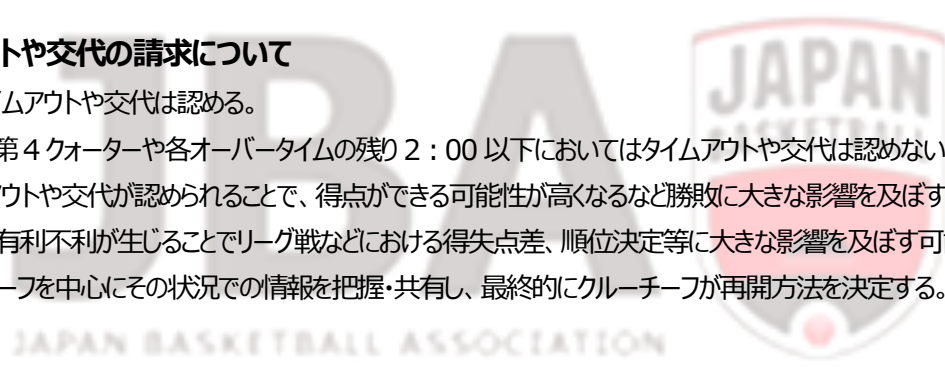 トや交代の請求について
イムアウトや交代は認める。
第4クォーターや各オーバータイムの残り2:00 以下においてはタイムアウトや交代は認めない
アウトや交代が認められることで、得点ができる可能性が高くなるなど勝敗に大きな影響を及ぼす
有利不利が生じることでリーグ戦などにおける得失点差、順位決定等に大きな影響を及ぼす可
ーフを中心にその状況での情報を把握・共有し、最終的にクルーチーフが再開方法を決定する。
JBA
JAPAN
BASKETBALL
JAPAN BASKETBALL ASSOCIATION